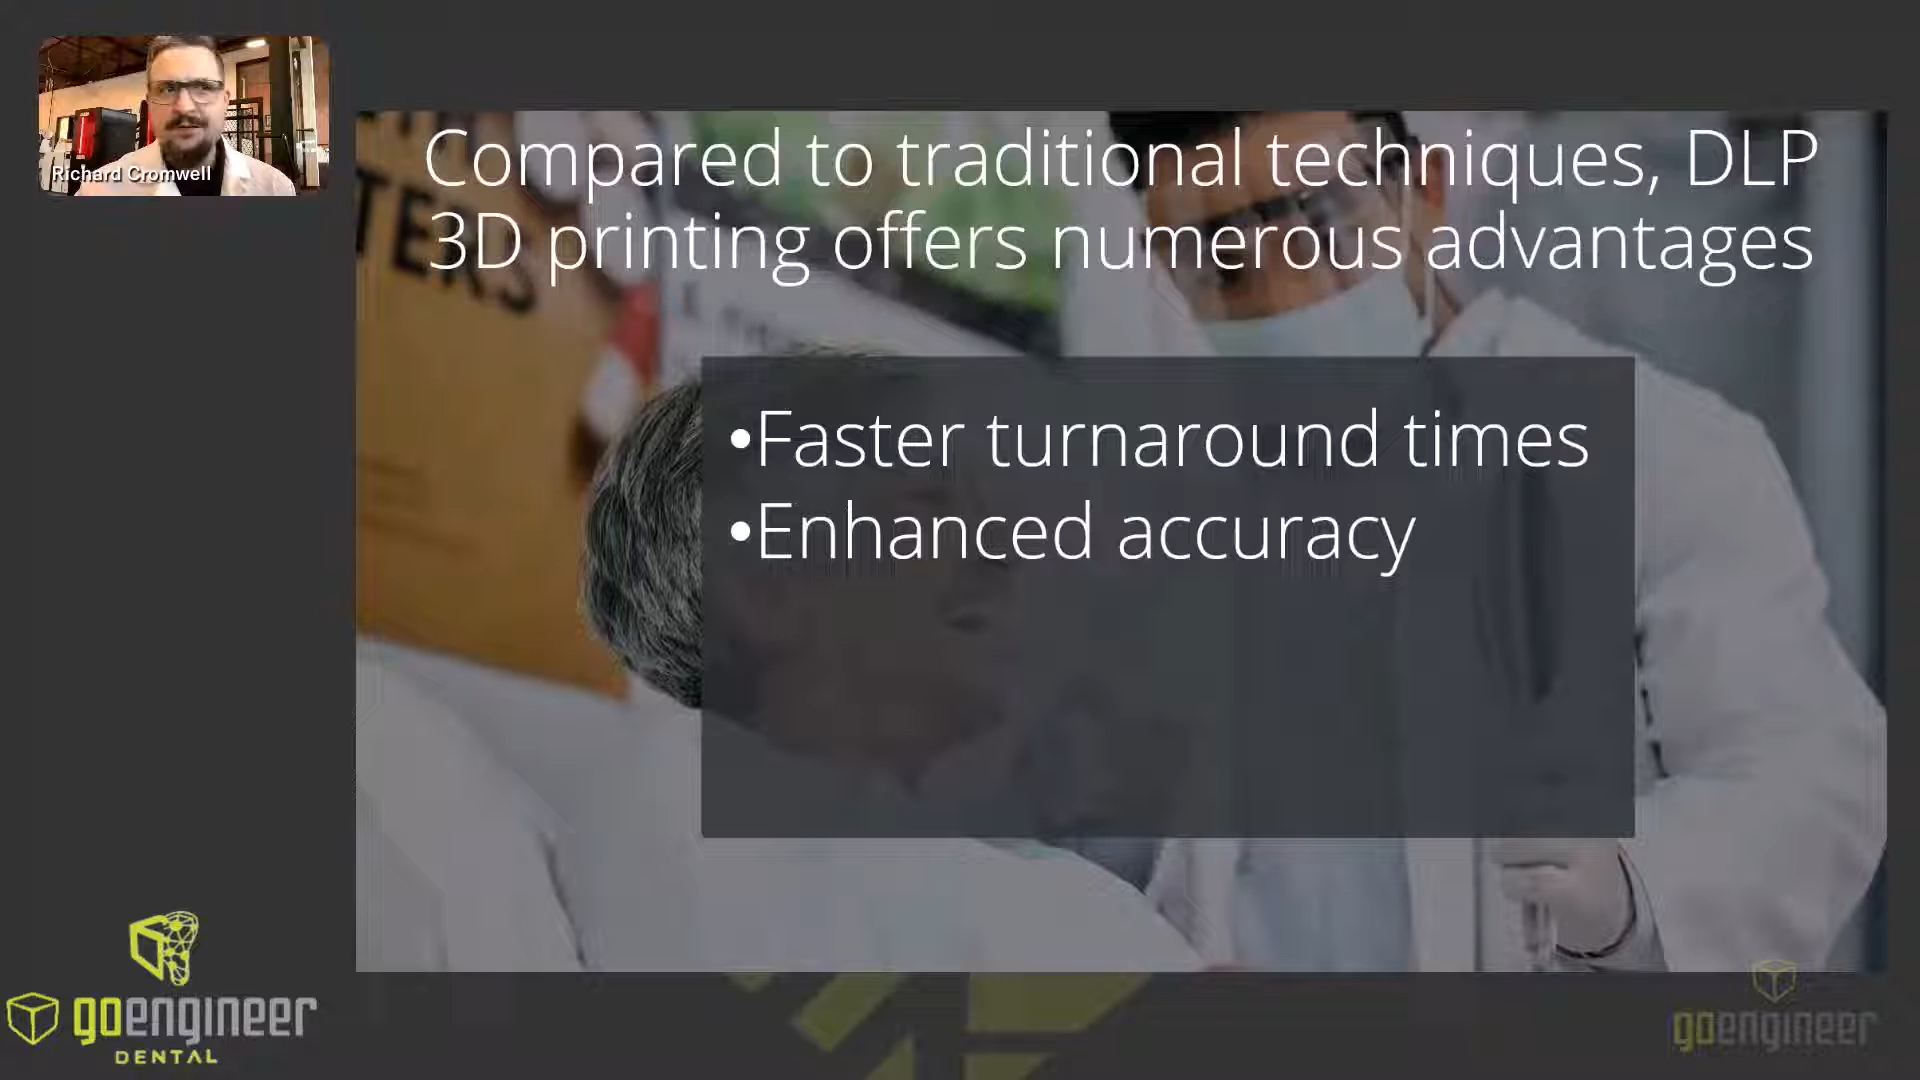 Richard Cromwell
Compared to traditional techniques, DLP
3D printing offers numerous advantages
TERS
•Faster turnaround times
•Enhanced accuracy
goengineer
DENTAL
goengineer